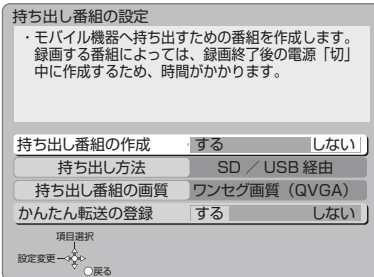 持ち出し番組の設定
・モバイル機器へ持ち出すための番組を作成します。
録画する番組によっては、録画終了後の電源「切」
中に作成するため、時間がかかります。
持ち出し番組の作成 する しない
持ち出し方法 SD ／ USB 経由
持ち出し番組の画質 ワンセグ画質（QVGA）
かんたん転送の登録 する しない
項目選択
設定変更
戻る